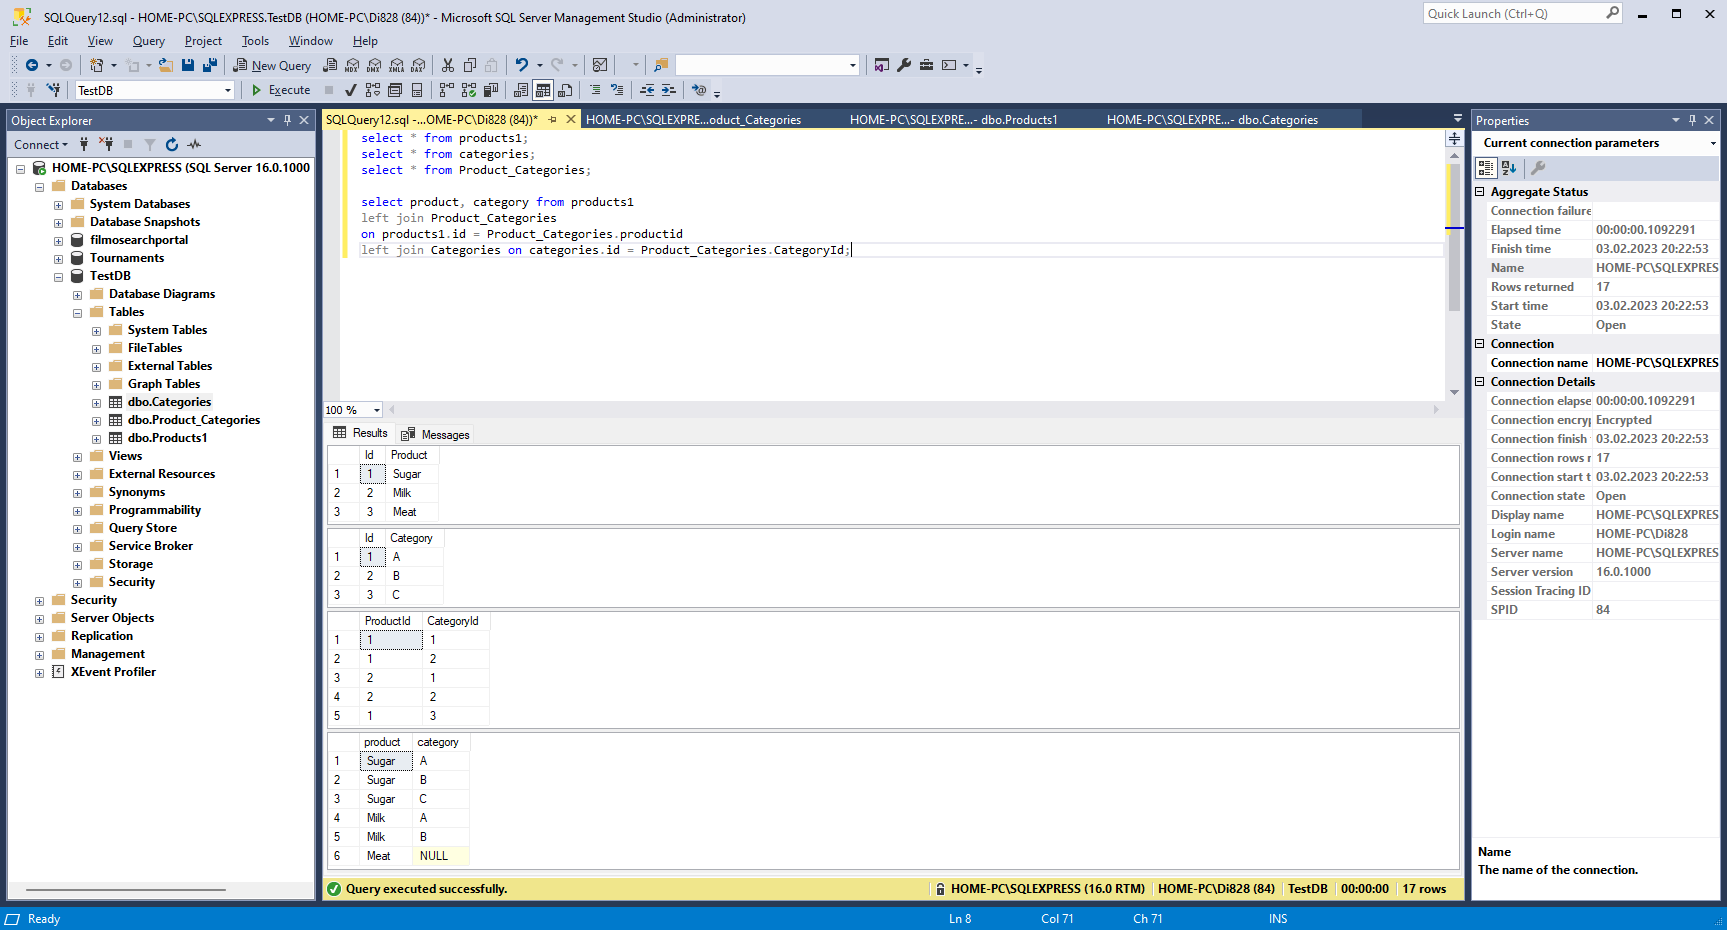 SQLQuery12.sql - HOME-PC\SQLEXPRESS.TestDB (HOME-PC\Di828 (84))* - Microsoft SQL Server Management Studio (Administrator)
Quick Launch (Ctrl+Q)
File Edit View Query Project Tools Window Help
New Query MDX DMX XMLA DAX
TestDB Execute
Object Explorer
Connect
HOME-PC\SQLEXPRESS (SQL Server 16.0.1000
Databases
System Databases
Database Snapshots
filmosearchportal
Tournaments
TestDB
Database Diagrams
Tables
System Tables
FileTables
External Tables
Graph Tables
dbo.Categories
dbo.Product_Categories
dbo.Products1
Views
External Resources
Synonyms
Programmability
Query Store
Service Broker
Storage
Security
Security
Server Objects
Replication
Management
XEvent Profiler
SQLQuery12.sql -...OME-PC\Di828 (84))* HOME-PC\SQLEXPRE...oduct_Categories HOME-PC\SQLEXPRE...- dbo.Products1 HOME-PC\SQLEXPRE...- dbo.Categories
select * from products1;
select * from categories;
select * from Product_Categories;
select product, category from products1
left join Product_Categories
on products1.id = Product_Categories.productid
left join Categories on categories.id = Product_Categories.CategoryId;
100 %
Results Messages
Id Product
1 1 Sugar
2 2 Milk
3 3 Meat
Id Category
1 1 A
2 2 B
3 3 C
ProductId CategoryId
1 1 1
2 1 2
3 2 1
4 2 2
5 1 3
product category
1 Sugar A
2 Sugar B
3 Sugar C
4 Milk A
5 Milk B
6 Meat NULL
Query executed successfully. HOME-PC\SQLEXPRESS (16.0 RTM) HOME-PC\Di828 (84) TestDB 00:00:00 17 rows
Properties
Current connection parameters
Aggregate Status
Connection failure
Elapsed time 00:00:00.1092291
Finish time 03.02.2023 20:22:53
Name HOME-PC\SQLEXPRES
Rows returned 17
Start time 03.02.2023 20:22:53
State Open
Connection
Connection name HOME-PC\SQLEXPRES
Connection Details
Connection elapse 00:00:00.1092291
Connection encryp Encrypted
Connection finish 03.02.2023 20:22:53
Connection rows r 17
Connection start t 03.02.2023 20:22:53
Connection state Open
Display name HOME-PC\SQLEXPRES
Login name HOME-PC\Di828
Server name HOME-PC\SQLEXPRES
Server version 16.0.1000
Session Tracing ID
SPID 84
Name
The name of the connection.
Ready Ln 8 Col 71 Ch 71 INS